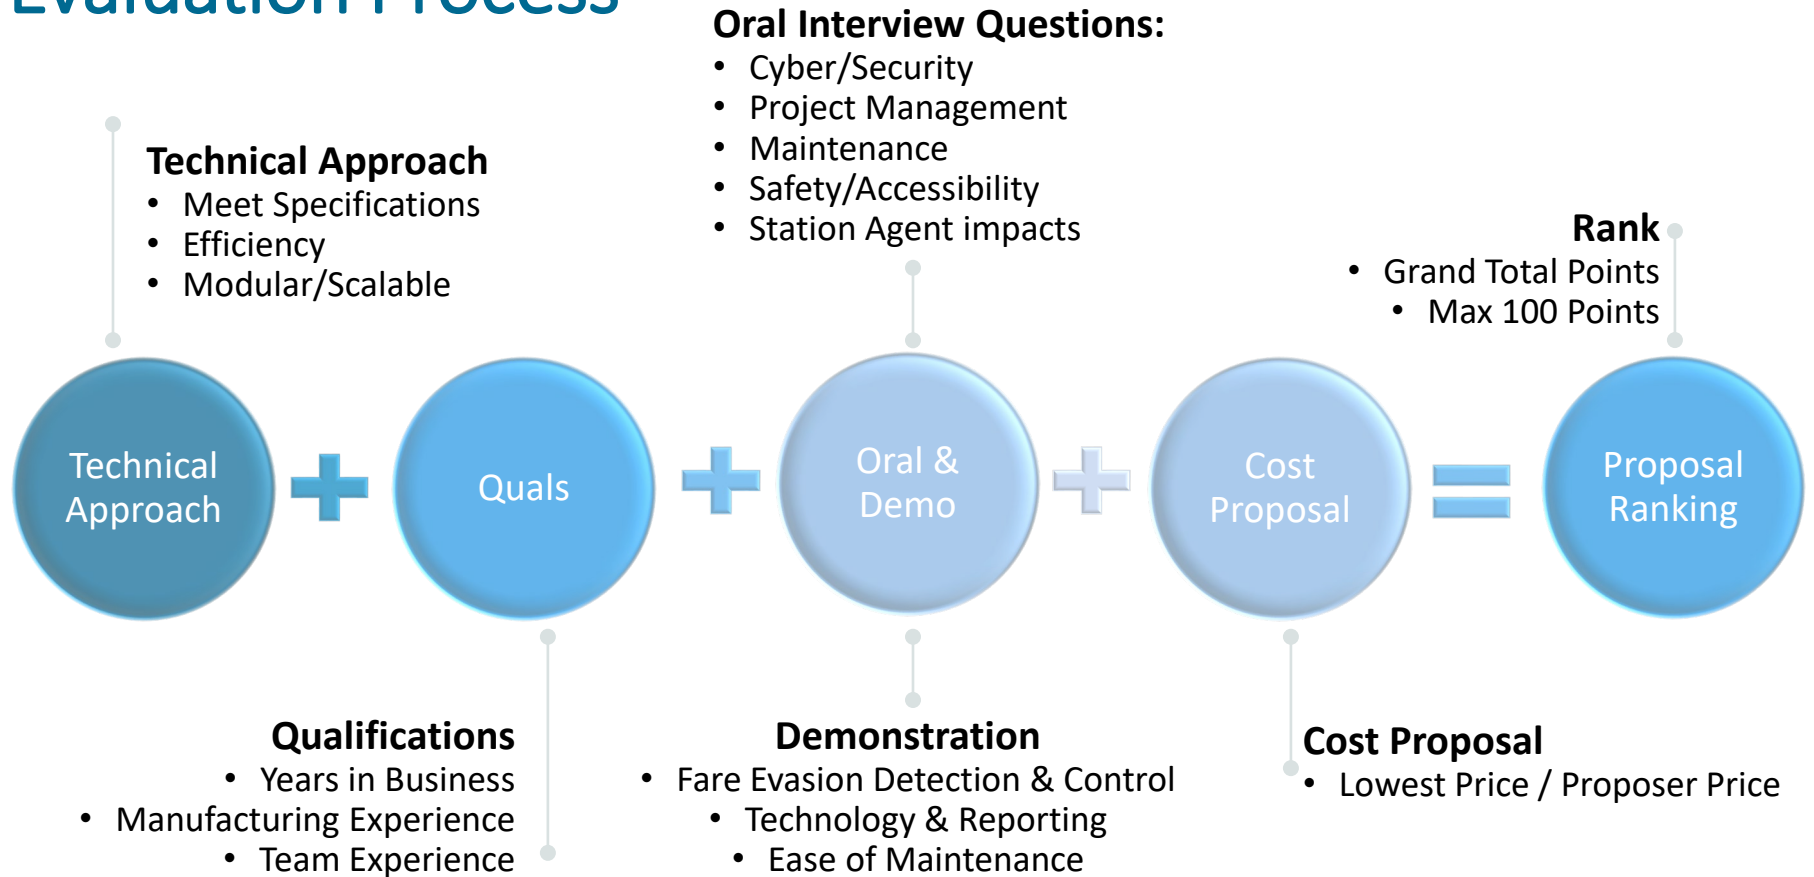 Evaluation Process
Oral Interview Questions:
• Cyber/Security
• Project Management
• Maintenance
• Safety/Accessibility
• Station Agent impacts
Technical Approach
• Meet Specifications
• Efficiency
• Modular/Scalable
Rank
• Grand Total Points
• Max 100 Points
Technical
Approach
Quals
Oral &
Demo
Cost
Proposal
Proposal
Ranking
Qualifications
• Years in Business
• Manufacturing Experience
• Team Experience
Demonstration
• Fare Evasion Detection & Control
• Technology & Reporting
• Ease of Maintenance
Cost Proposal
• Lowest Price / Proposer Price